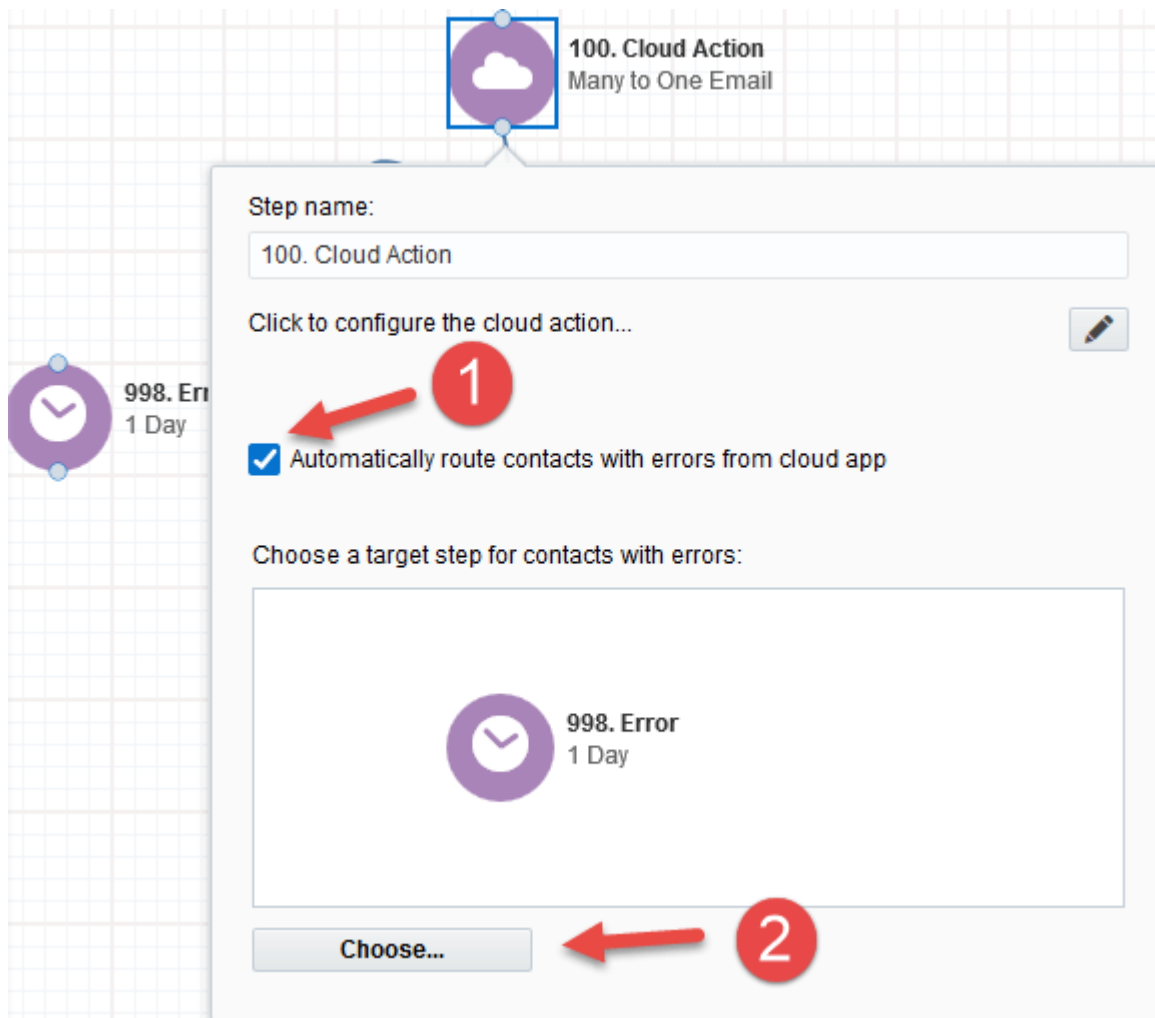 100. Cloud Action
Many to One Email
Step name:
100. Cloud Action
Click to configure the cloud action...
1
998. Err
1 Day
Automatically route contacts with errors from cloud app
Choose a target step for contacts with errors:
998. Error
1 Day
Choose...
2